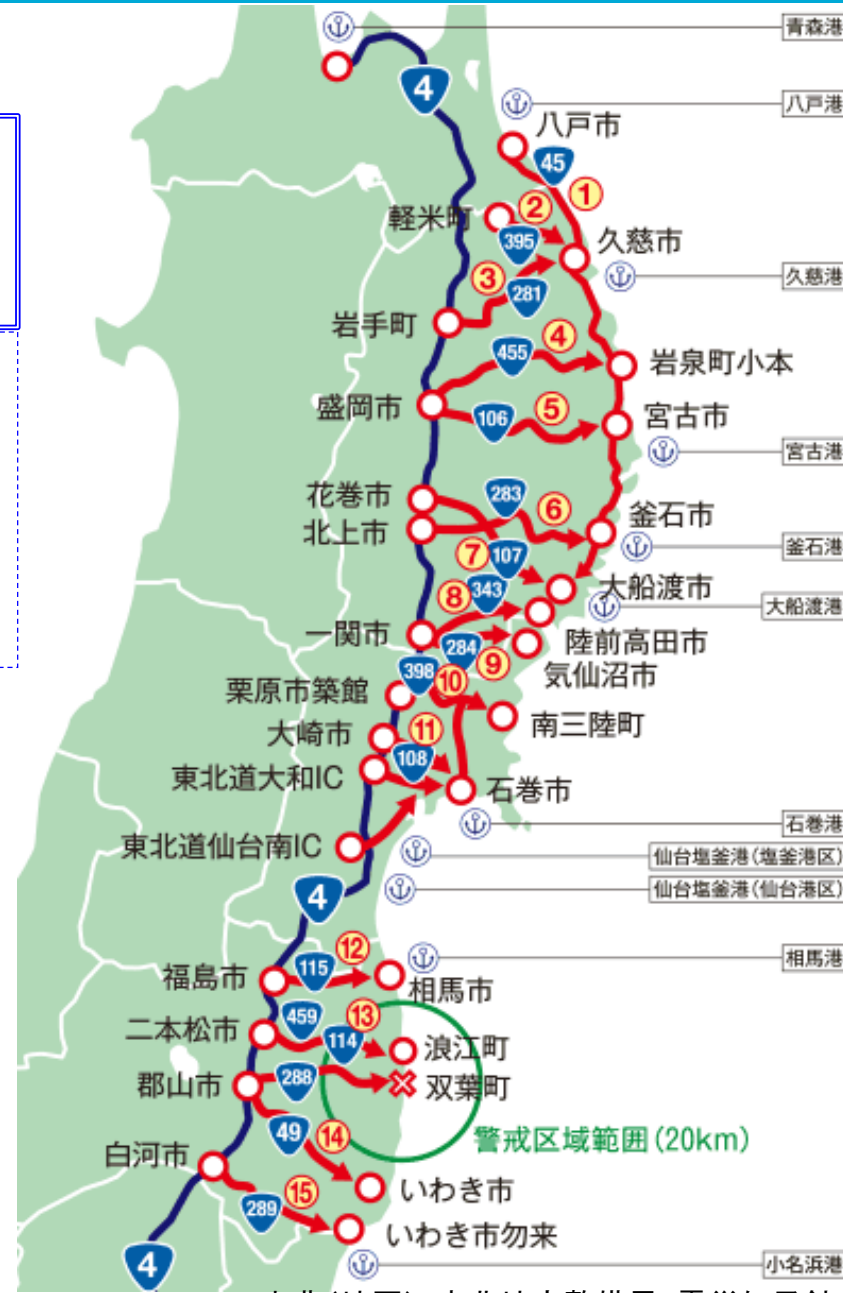 青森港
4
八戸港
八戸市
45
①
軽米町
②
395
久慈市
久慈港
③
281
岩手町
455
④
岩泉町小本
盛岡市
106
⑤
宮古市
宮古港
花巻市
283
⑥
釜石市
北上市
釜石港
⑦
107
大船渡市
343
⑧
大船渡港
一関市
陸前高田市
284
⑨
気仙沼市
398
⑩
栗原市築館
南三陸町
大崎市
⑪
108
東北道大和IC
石巻市
石巻港
東北道仙台南IC
仙台塩釜港(塩釜港区)
仙台塩釜港(仙台港区)
4
⑫
相馬港
福島市
115
相馬市
459
⑬
二本松市
114
浪江町
郡山市
288
双葉町
49
⑭
警戒区域範囲(20km)
白河市
⑮
いわき市
289
いわき市勿来
4
小名浜港